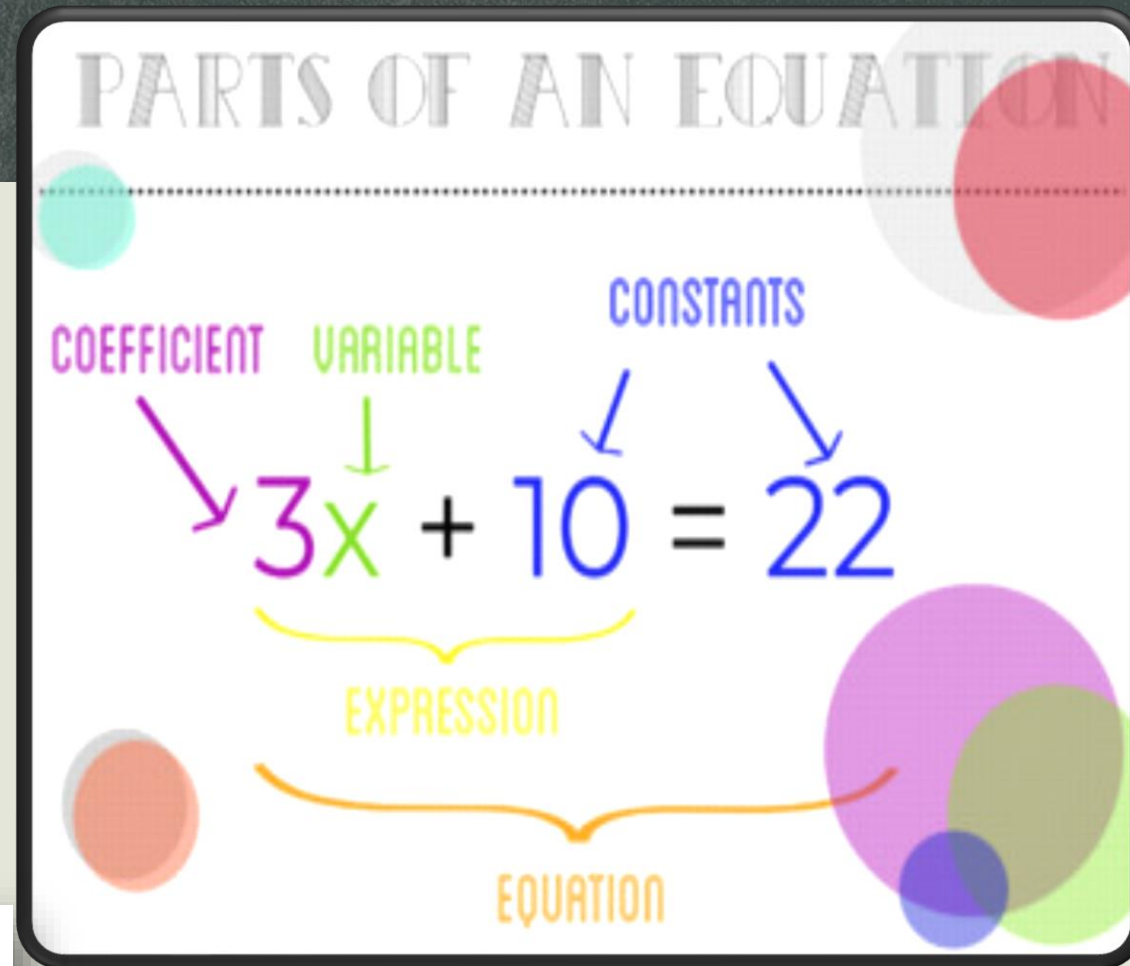 PARTS OF AN EQUATION
CONSTANTS
COEFFICIENT VARIABLE
3x + 10 = 22
EXPRESSION
EQUATION